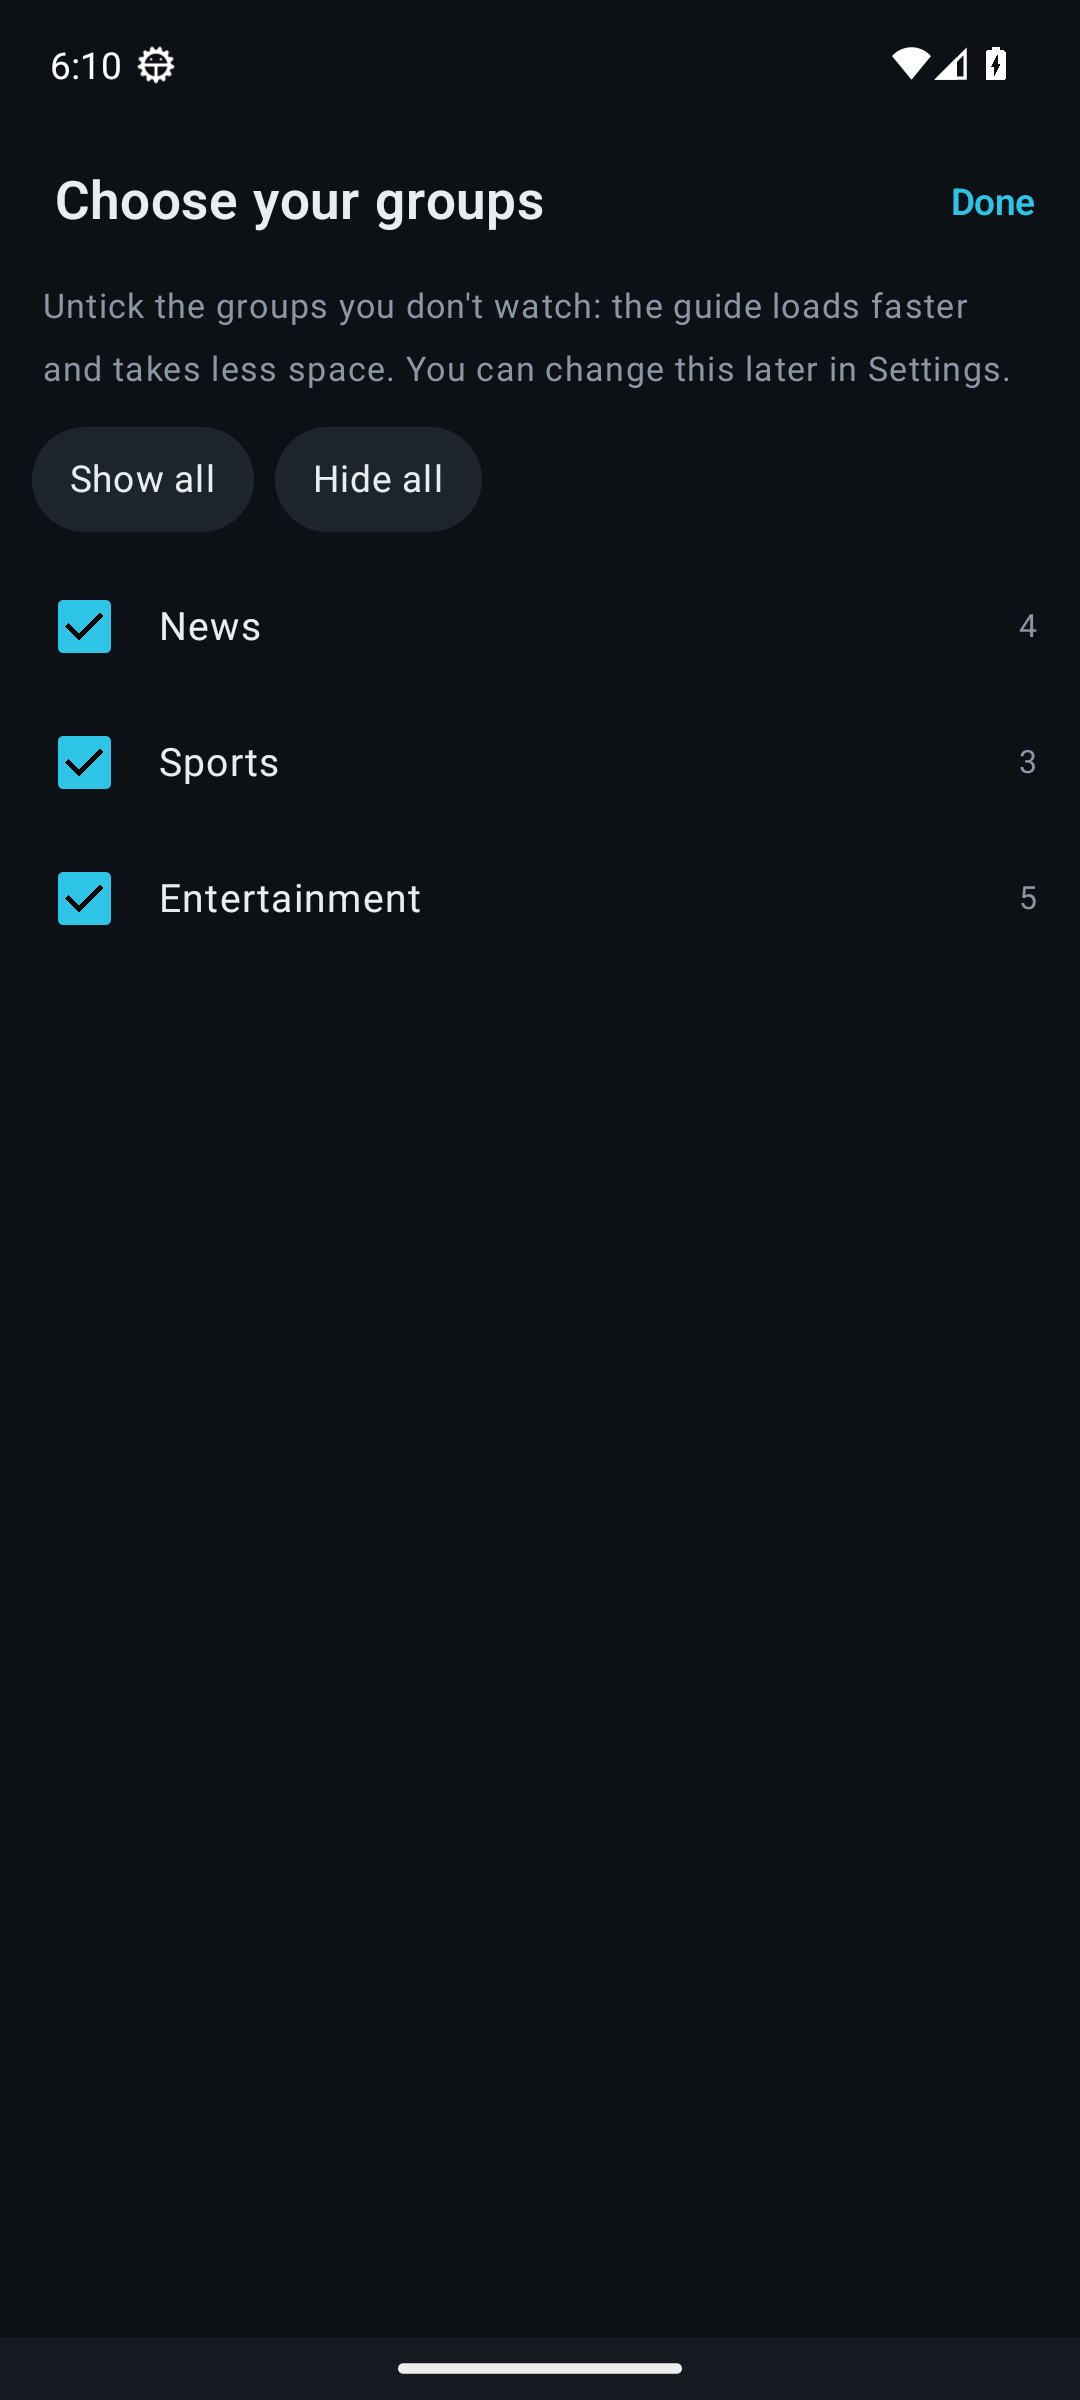 6:10
Choose your groups
Done
Untick the groups you don't watch: the guide loads faster
and takes less space. You can change this later in Settings.
Show all
Hide all
News 4
Sports 3
Entertainment 5